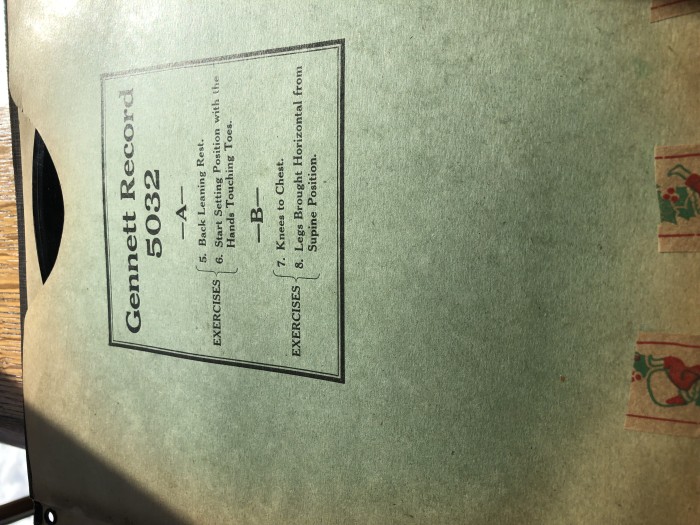 Gennett Record
5032
—A—
EXERCISES { 5. Back Leaning Rest.
6. Start Setting Position with the
Hands Touching Toes.
—B—
EXERCISES { 7. Knees to Chest.
8. Legs Brought Horizontal from
Supine Position.